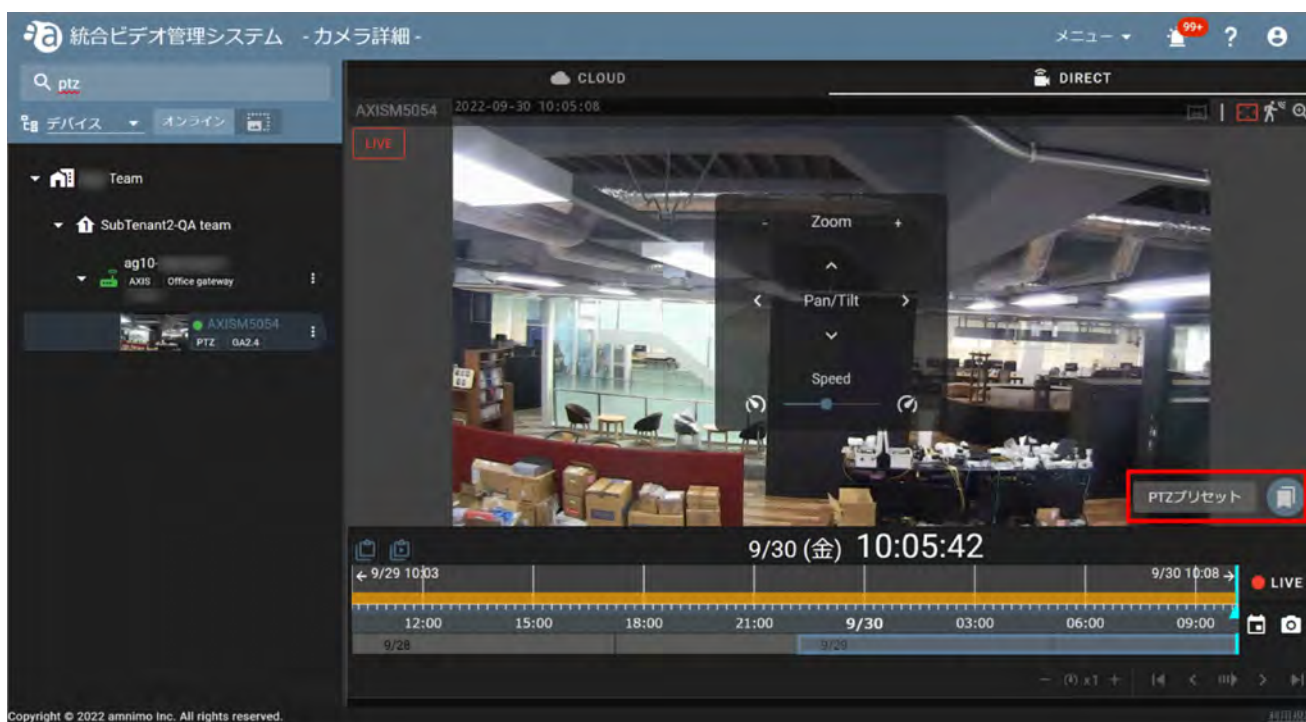 統合ビデオ管理システム - カメラ詳細 -
メニュー
99+
?
ptz
デバイス
オンライン
Team
SubTenant2-QA team
ag10-
AXIS Office gateway
AXISM5054
PTZ GA2.4
CLOUD
DIRECT
AXISM5054 2022-09-30 10:05:08
LIVE
- Zoom +
Pan/Tilt
Speed
PTZプリセット
9/30 (金) 10:05:42
← 9/29 10:03
9/30 10:08 →
LIVE
12:00 15:00 18:00 21:00 9/30 03:00 06:00 09:00
9/28 9/29
- x1 +
Copyright © 2022 amnimo Inc. All rights reserved.